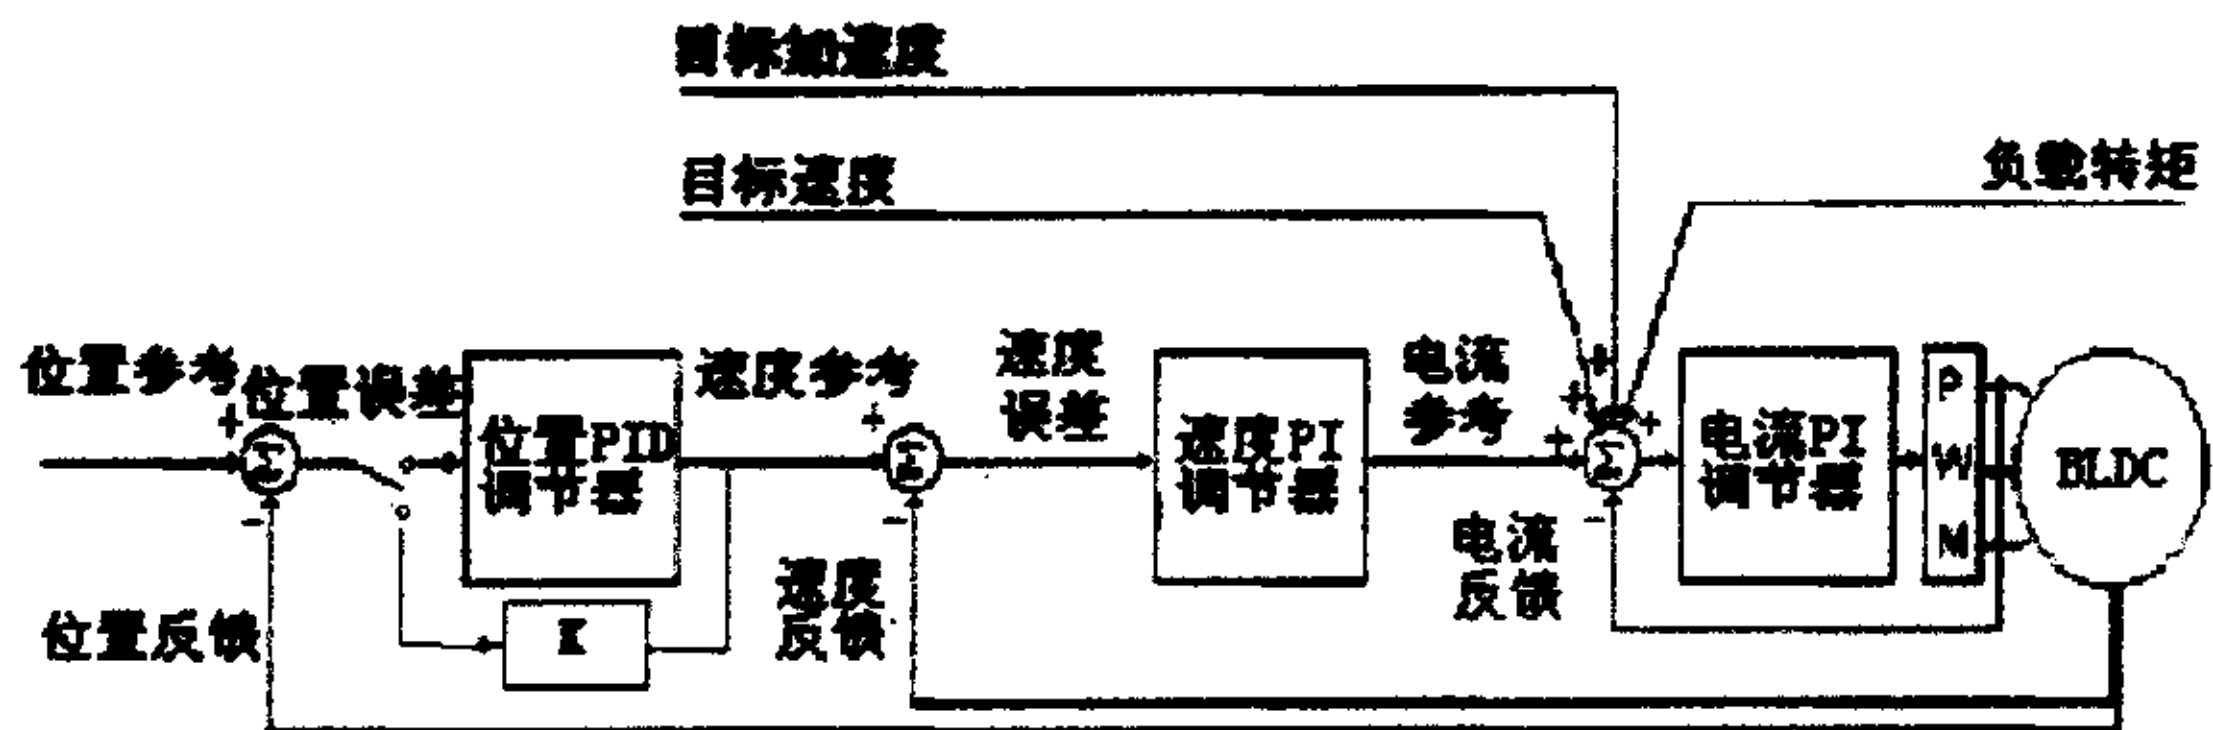 目标加速度
目标速度
负载转矩
位置参考
+
位置误差
Σ
-
位置反馈
位置PID
调节器
K
速度参考
+
Σ
-
速度
反馈
速度
误差
速度PI
调节器
电流
参考
+
+
+
+
Σ
-
电流
反馈
电流PI
调节器
P
W
M
BLDC